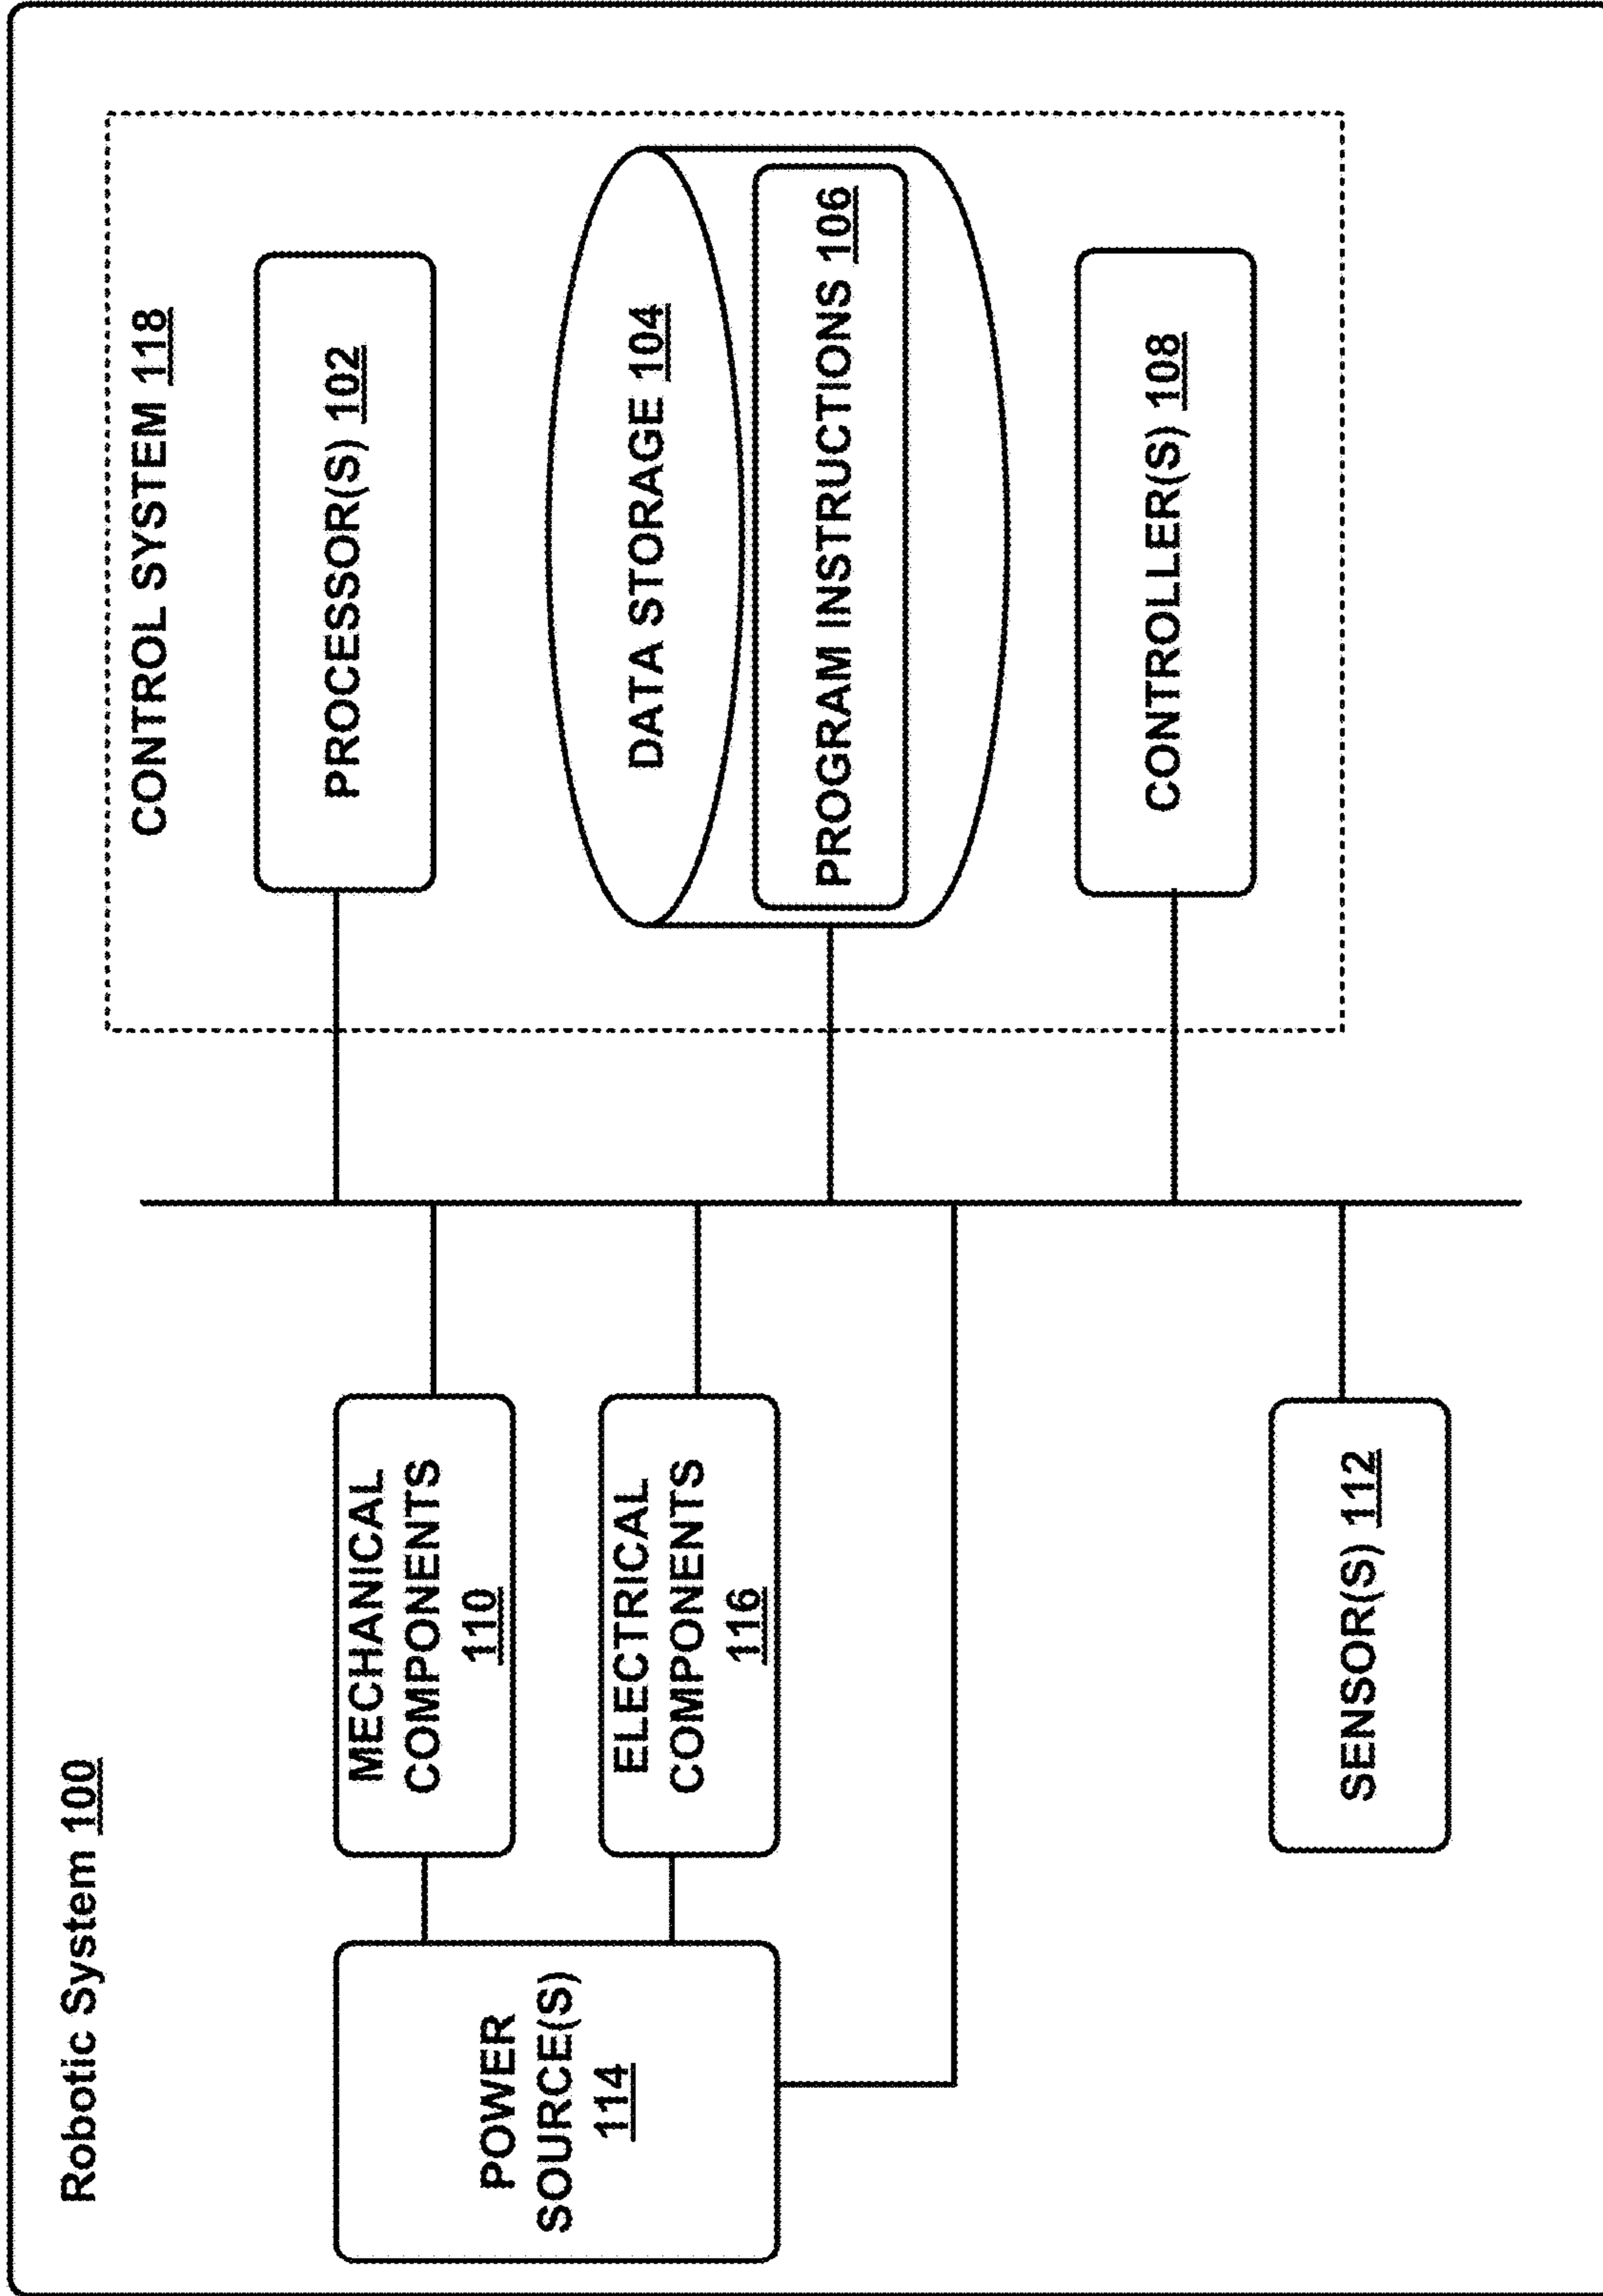 Robotic System 100
CONTROL SYSTEM 118
PROCESSOR(S) 102
DATA STORAGE 104
PROGRAM INSTRUCTIONS 106
CONTROLLER(S) 108
POWER
SOURCE(S)
114
MECHANICAL
COMPONENTS
110
ELECTRICAL
COMPONENTS
116
SENSOR(S) 112